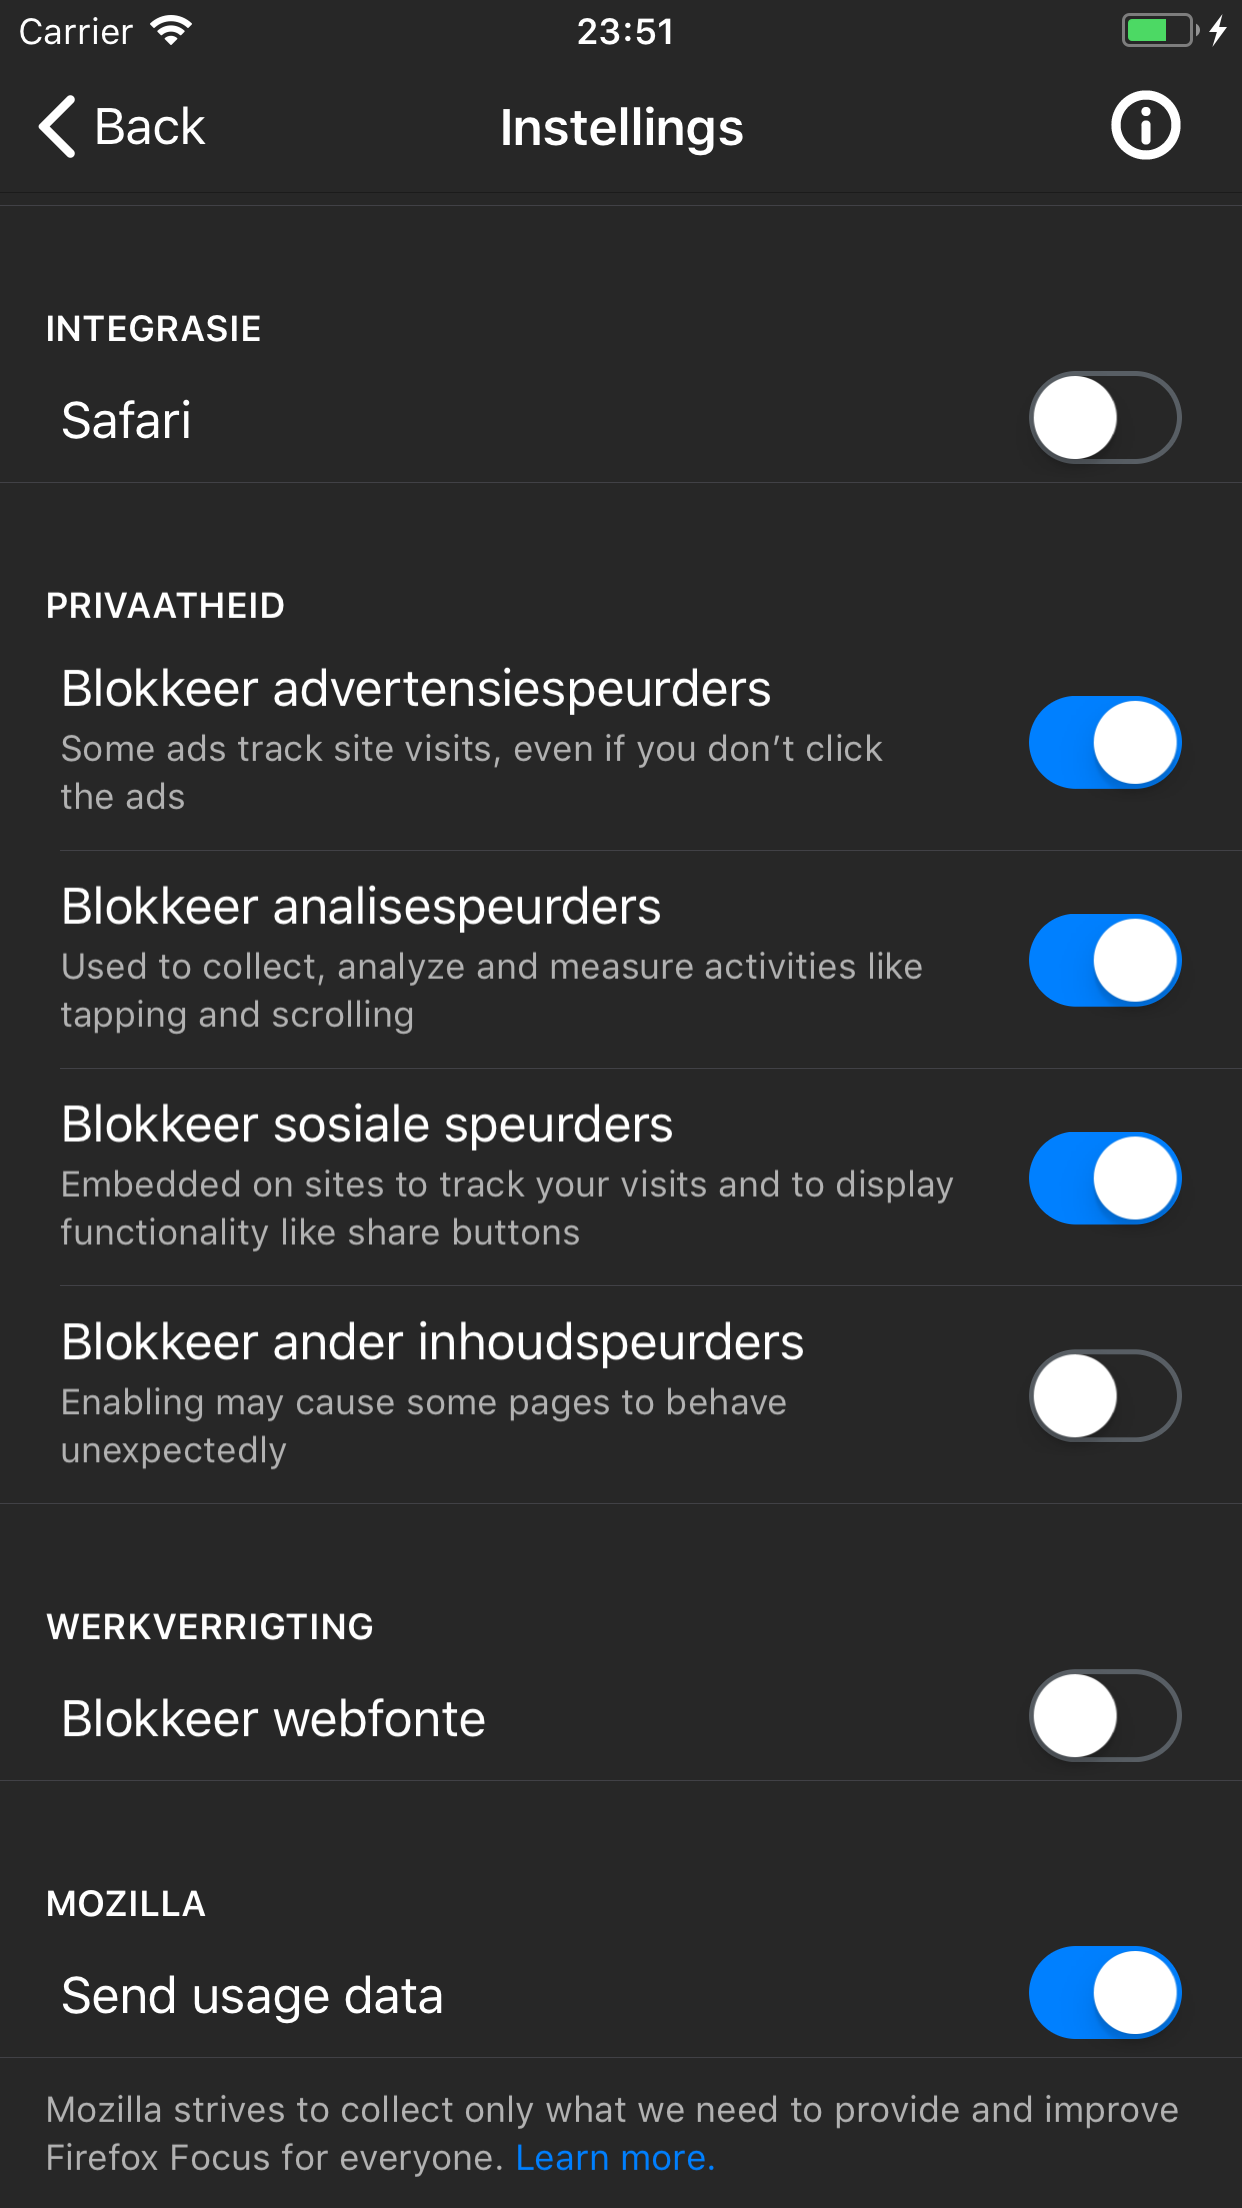 Carrier
23:51
Back
Instellings
INTEGRASIE
Safari
PRIVAATHEID
Blokkeer advertensiespeurders
Some ads track site visits, even if you don’t click
the ads
Blokkeer analisespeurders
Used to collect, analyze and measure activities like
tapping and scrolling
Blokkeer sosiale speurders
Embedded on sites to track your visits and to display
functionality like share buttons
Blokkeer ander inhoudspeurders
Enabling may cause some pages to behave
unexpectedly
WERKVERRIGTING
Blokkeer webfonte
MOZILLA
Send usage data
Mozilla strives to collect only what we need to provide and improve
Firefox Focus for everyone. Learn more.